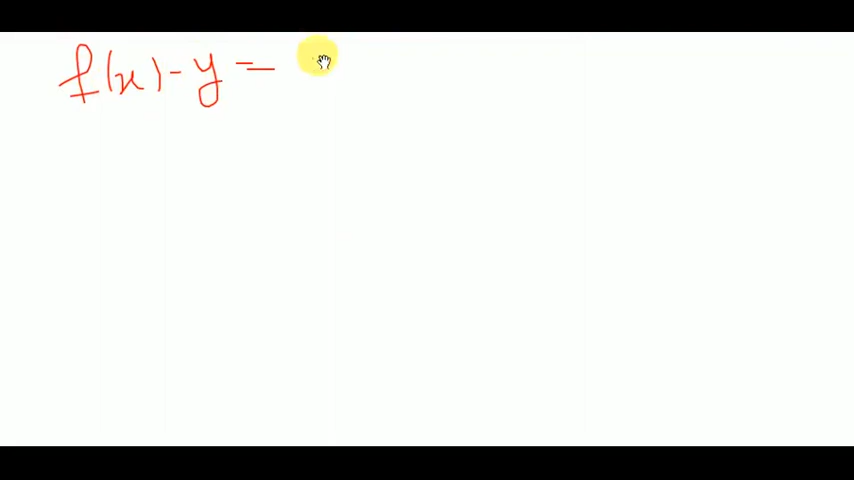 f(x) - y =